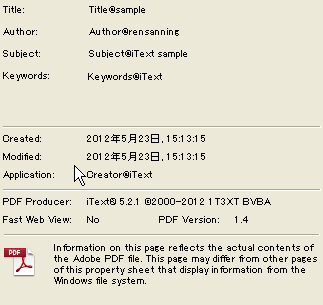 Title: Title@sample
Author: Author@rensanning
Subject: Subject@iText sample
Keywords: Keywords@iText
Created: 2012年5月23日, 15:13:15
Modified: 2012年5月23日, 15:13:15
Application: Creator@iText
PDF Producer: iText® 5.2.1 ©2000-2012 1T3XT BVBA
Fast Web View: No PDF Version: 1.4
PDF
Information on this page reflects the actual contents of
the Adobe PDF file. This page may differ from other pages
of this property sheet that display information from the
Windows file system.